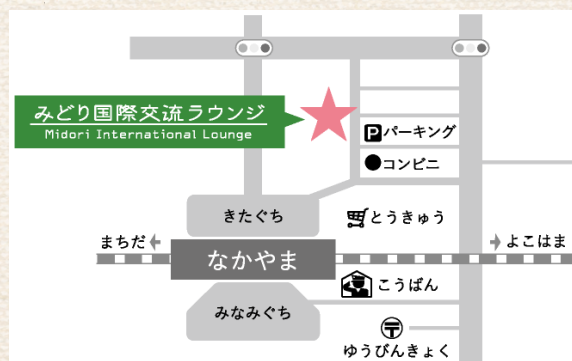 みどり国際交流ラウンジ
Midori International Lounge
Pパーキング
コンビニ
きたぐち
とうきゅう
まちだ
よこはま
なかやま
こうばん
みなみぐち
〒
ゆうびんきょく